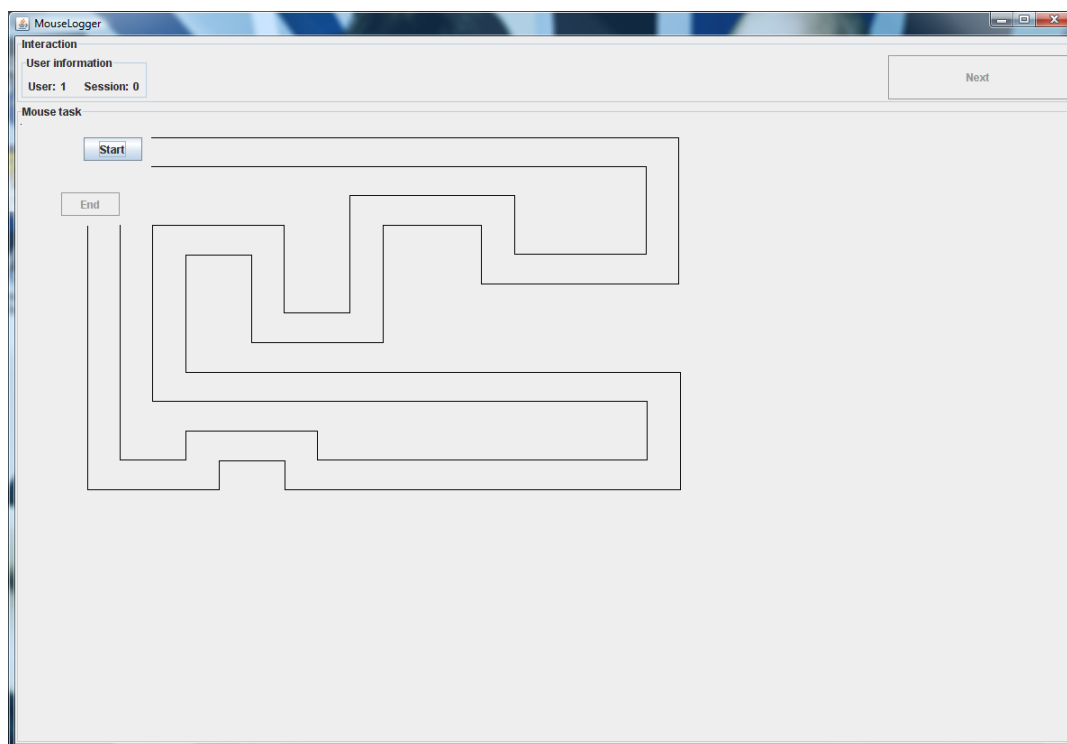 MouseLogger
Interaction
User information
User: 1 Session: 0
Next
Mouse task
Start
End